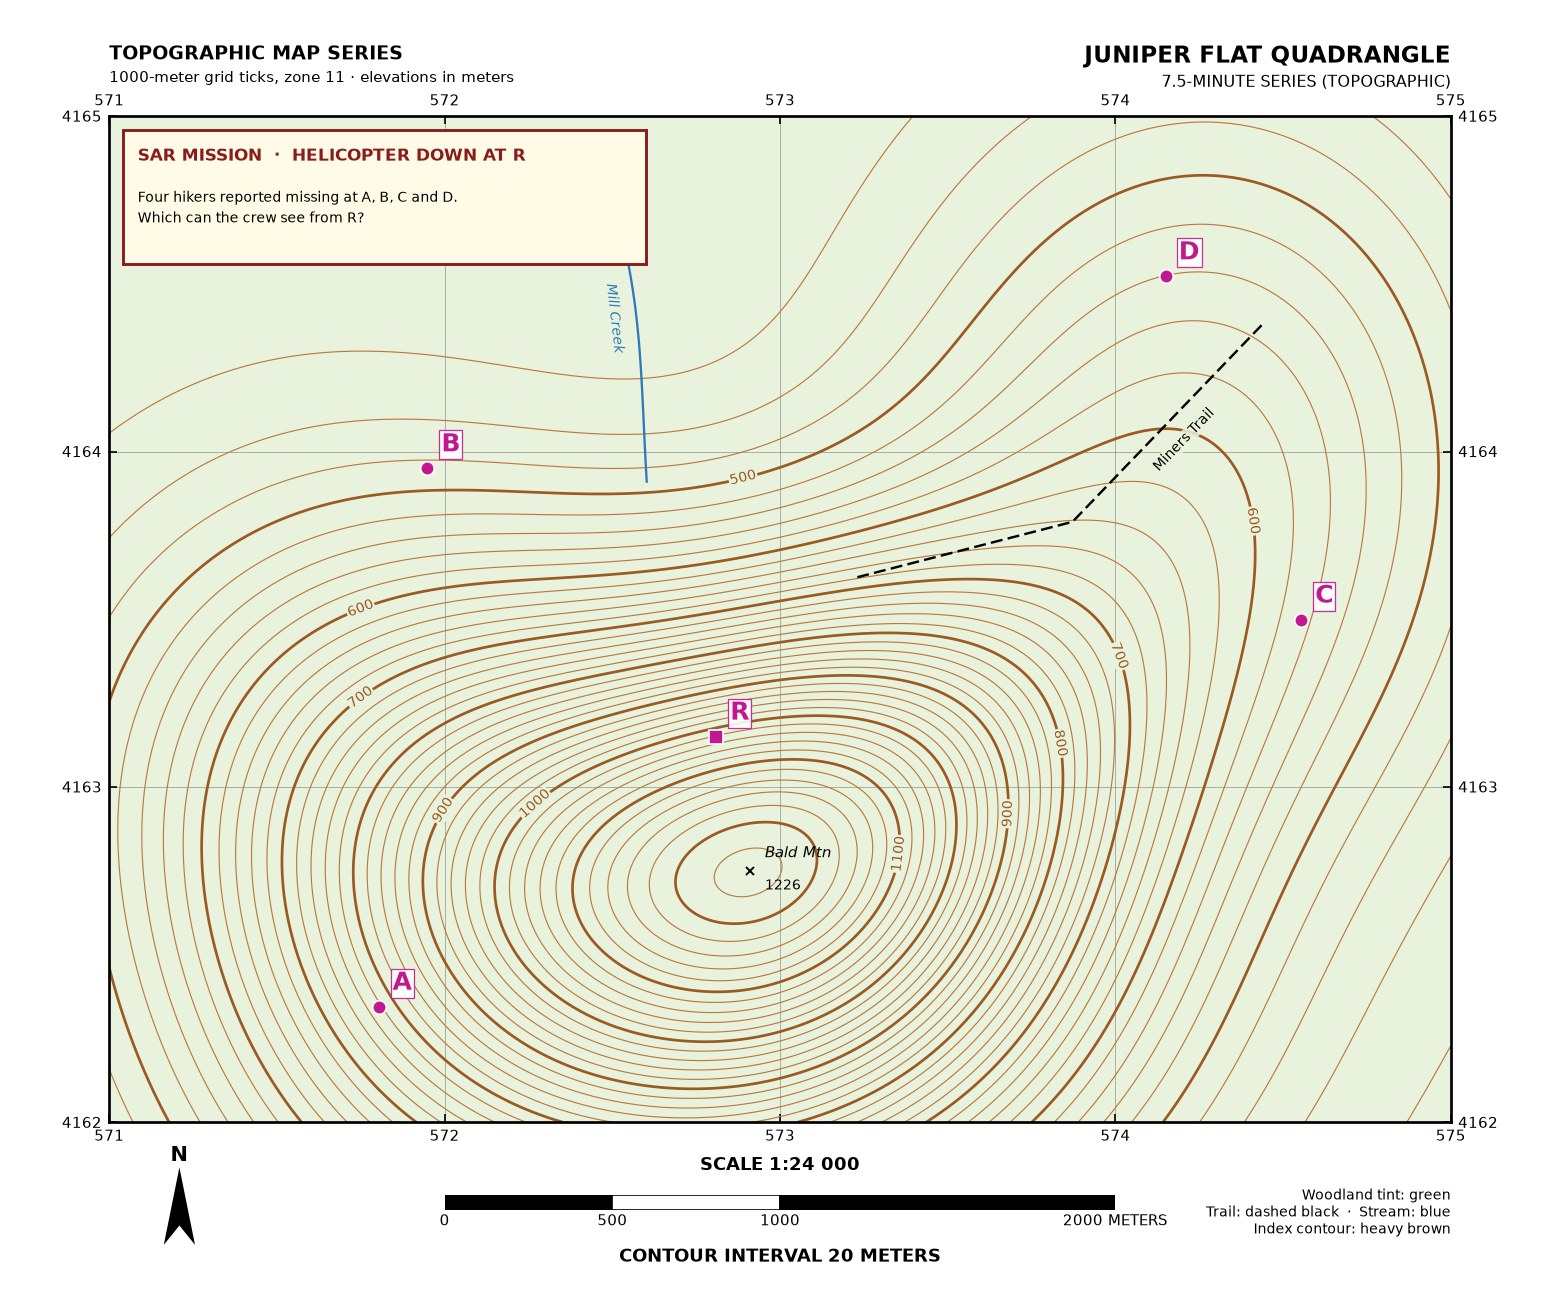 TOPOGRAPHIC MAP SERIES
1000-meter grid ticks, zone 11 · elevations in meters
JUNIPER FLAT QUADRANGLE
7.5-MINUTE SERIES (TOPOGRAPHIC)
571 572 573 574 575
4165 4165
SAR MISSION · HELICOPTER DOWN AT R
Four hikers reported missing at A, B, C and D.
Which can the crew see from R?
D
Mill Creek
B
Miners Trail
4164 4164
500
600
600
C
700
700
R
800
4163 4163
900
1000
900
1100
Bald Mtn
1226
A
4162 4162
571 572 573 574 575
N
SCALE 1:24 000
0 500 1000 2000 METERS
CONTOUR INTERVAL 20 METERS
Woodland tint: green
Trail: dashed black · Stream: blue
Index contour: heavy brown